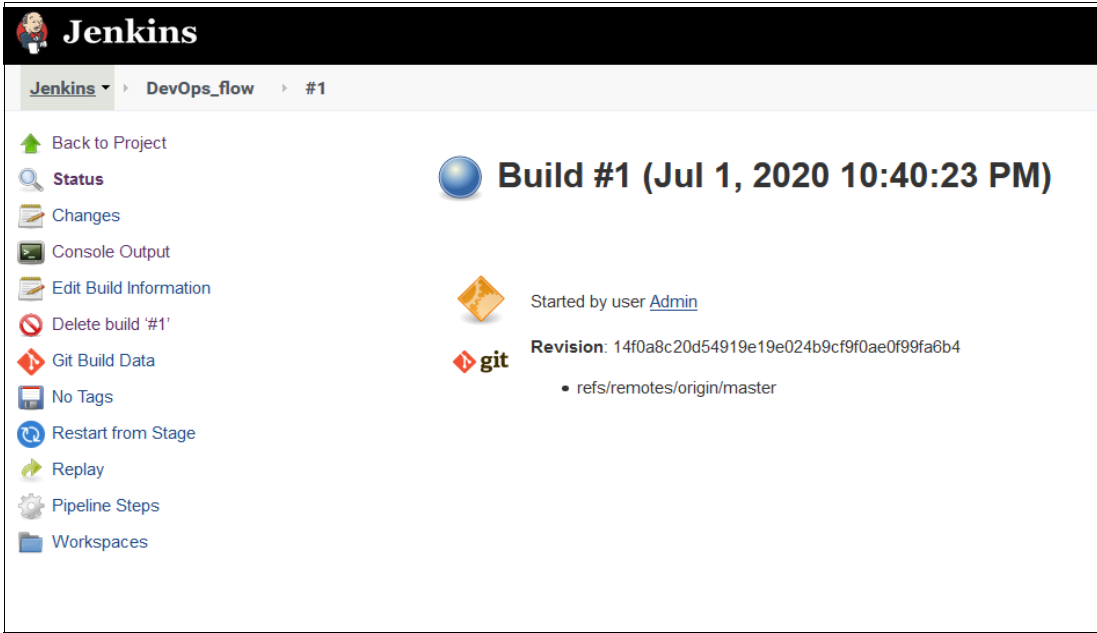 Jenkins
Jenkins DevOps_flow #1
Back to Project
Status
Changes
Console Output
Edit Build Information
Delete build ‘#1’
Git Build Data
No Tags
Restart from Stage
Replay
Pipeline Steps
Workspaces
Build #1 (Jul 1, 2020 10:40:23 PM)
Started by user Admin
git
Revision: 14f0a8c20d54919e19e024b9cf9f0ae0f99fa6b4
refs/remotes/origin/master